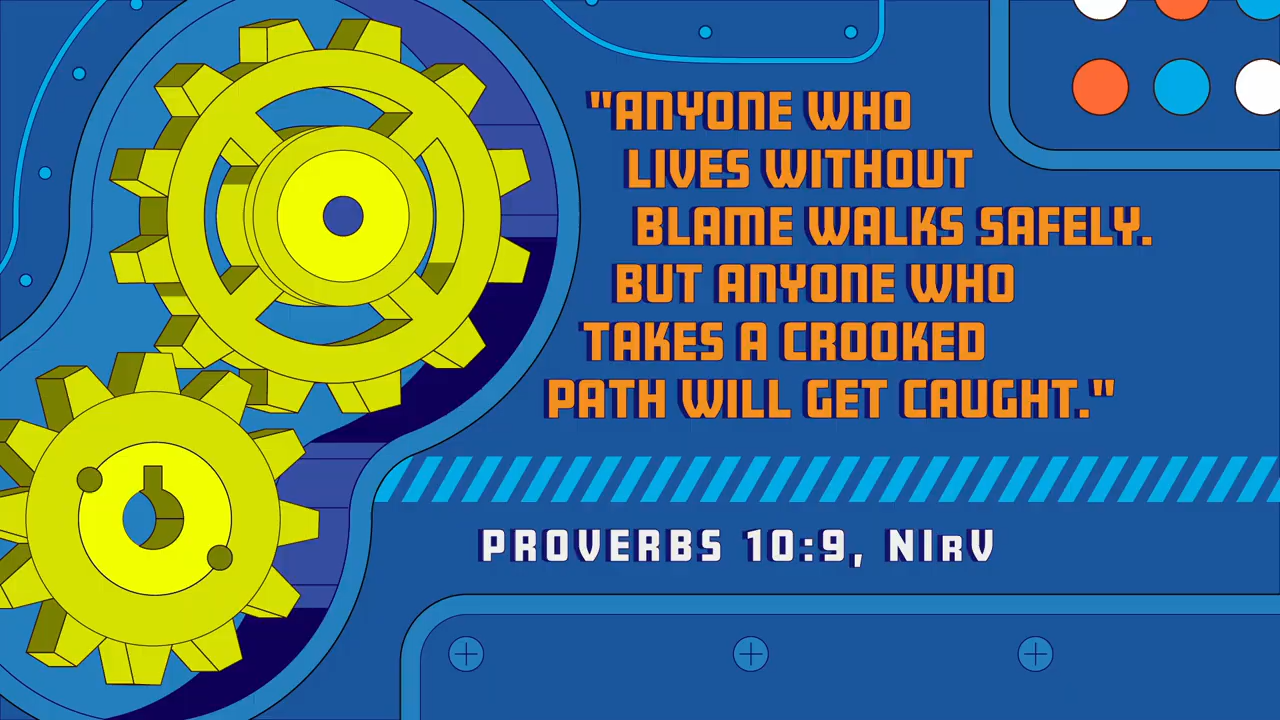 "ANYONE WHO
LIVES WITHOUT
BLAME WALKS SAFELY.
BUT ANYONE WHO
TAKES A CROOKED
PATH WILL GET CAUGHT."
PROVERBS 10:9, NIrV